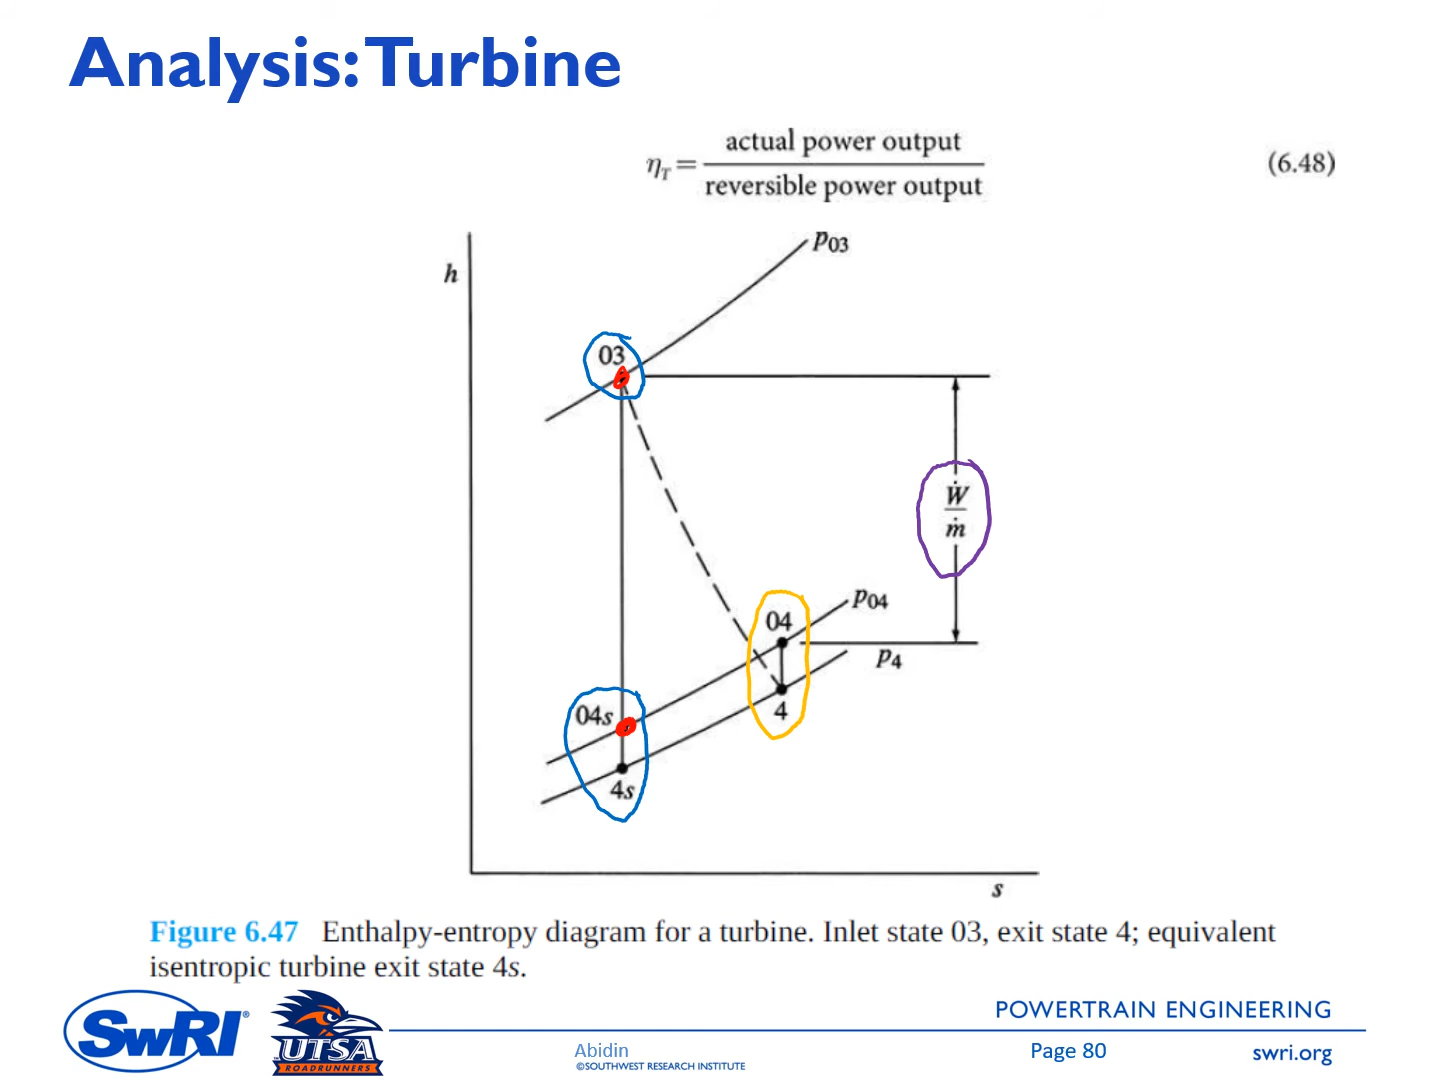 Analysis: Turbine
η_T = actual power output / reversible power output (6.48)
h
P03
03
Ẇ
ṁ
P04
04
P4
4
04s
4s
s
Figure 6.47 Enthalpy-entropy diagram for a turbine. Inlet state 03, exit state 4; equivalent
isentropic turbine exit state 4s.
POWERTRAIN ENGINEERING
SwRI®
UTSA
ROADRUNNERS
Abidin
©SOUTHWEST RESEARCH INSTITUTE
Page 80
swri.org